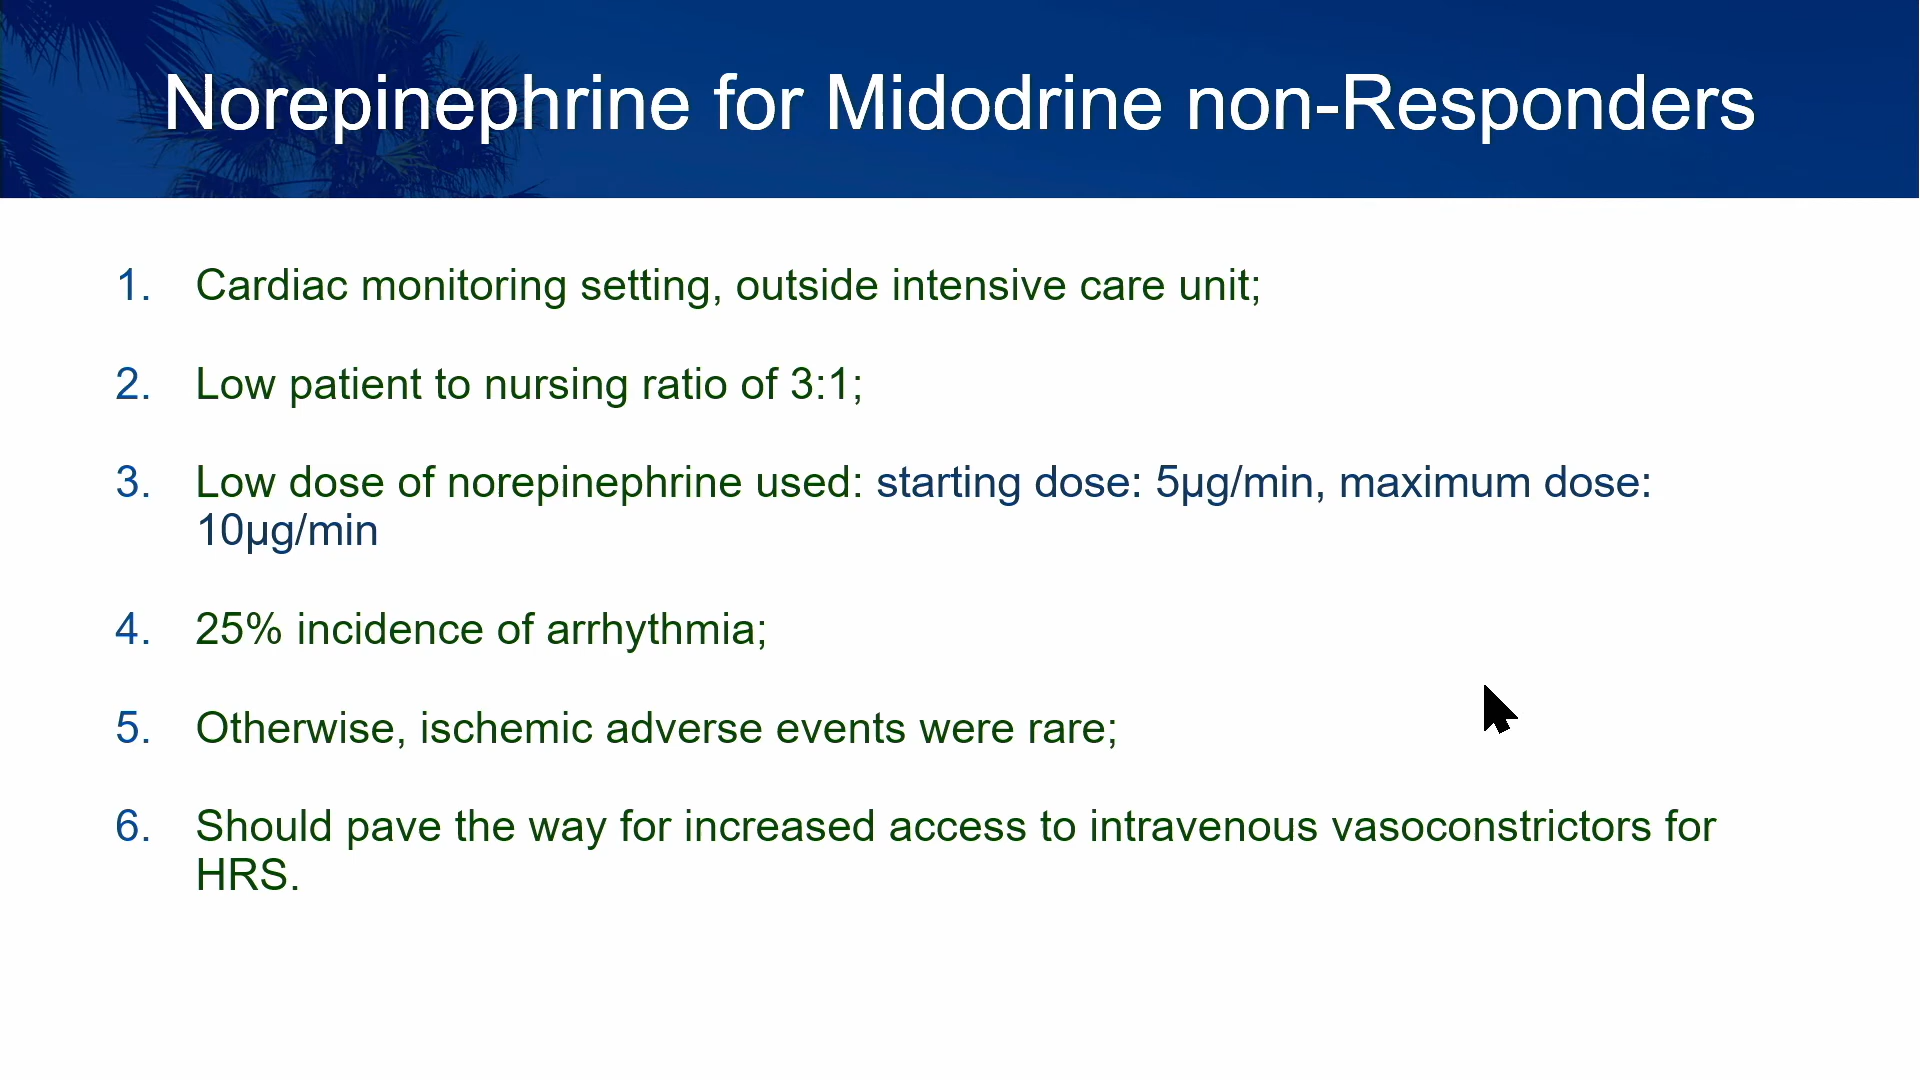 Norepinephrine for Midodrine non-Responders
1. Cardiac monitoring setting, outside intensive care unit;
2. Low patient to nursing ratio of 3:1;
3. Low dose of norepinephrine used: starting dose: 5µg/min, maximum dose:
10µg/min
4. 25% incidence of arrhythmia;
5. Otherwise, ischemic adverse events were rare;
6. Should pave the way for increased access to intravenous vasoconstrictors for
HRS.